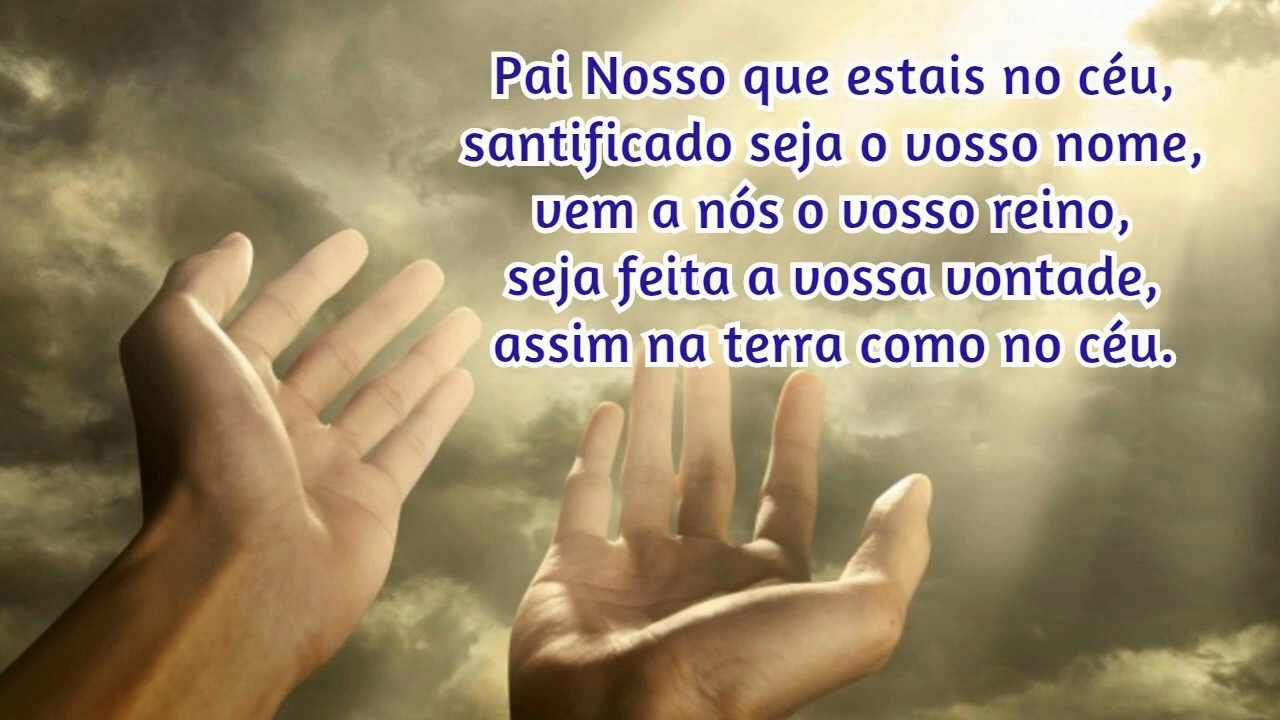 Pai Nosso que estais no céu,
santificado seja o vosso nome,
vem a nós o vosso reino,
seja feita a vossa vontade,
assim na terra como no céu.